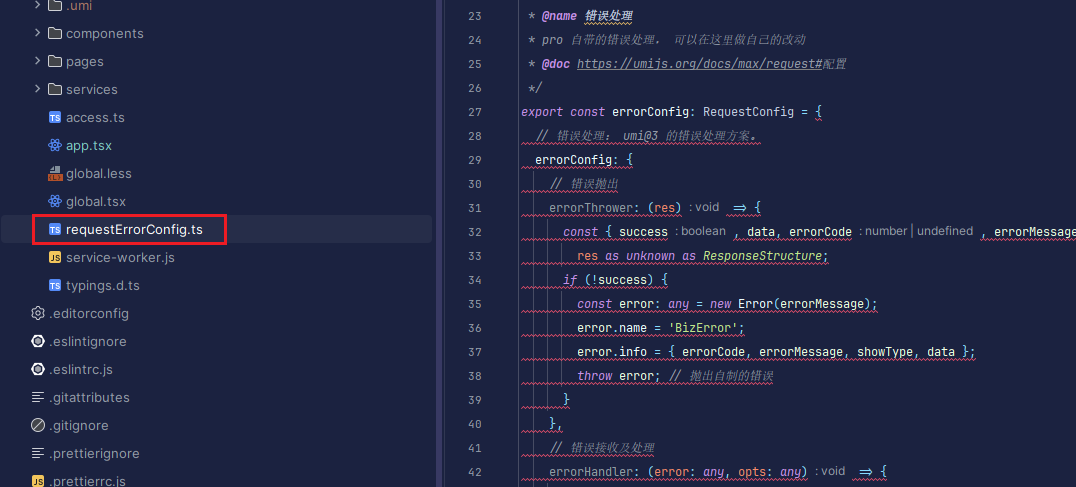 .umi
components
pages
services
access.ts
app.tsx
global.less
global.tsx
requestErrorConfig.ts
service-worker.js
typings.d.ts
.editorconfig
.eslintignore
.eslintrc.js
.gitattributes
.gitignore
.prettierignore
.prettierrc.js
23 * @name 错误处理
24 * pro 自带的错误处理， 可以在这里做自己的改动
25 * @doc https://umijs.org/docs/max/request#配置
26 */
27 export const errorConfig: RequestConfig = {
28 // 错误处理： umi@3 的错误处理方案。
29 errorConfig: {
30 // 错误抛出
31 errorThrower: (res) : void => {
32 const { success : boolean , data, errorCode : number | undefined , errorMessage
33 res as unknown as ResponseStructure;
34 if (!success) {
35 const error: any = new Error(errorMessage);
36 error.name = 'BizError';
37 error.info = { errorCode, errorMessage, showType, data };
38 throw error; // 抛出自制的错误
39 }
40 },
41 // 错误接收及处理
42 errorHandler: (error: any, opts: any) : void => {